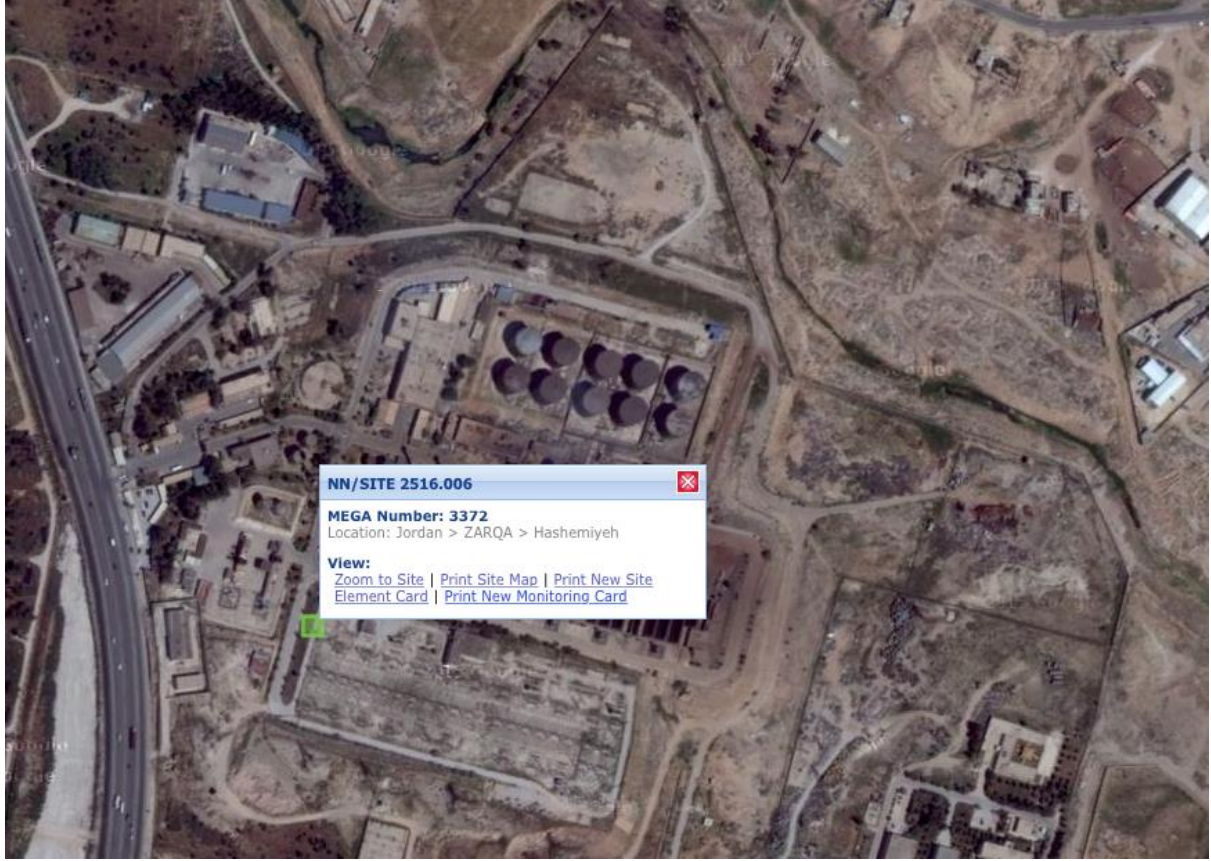 NN/SITE 2516.006
MEGA Number: 3372
Location: Jordan > ZARQA > Hashemiyeh
View:
Zoom to Site | Print Site Map | Print New Site
Element Card | Print New Monitoring Card
Google